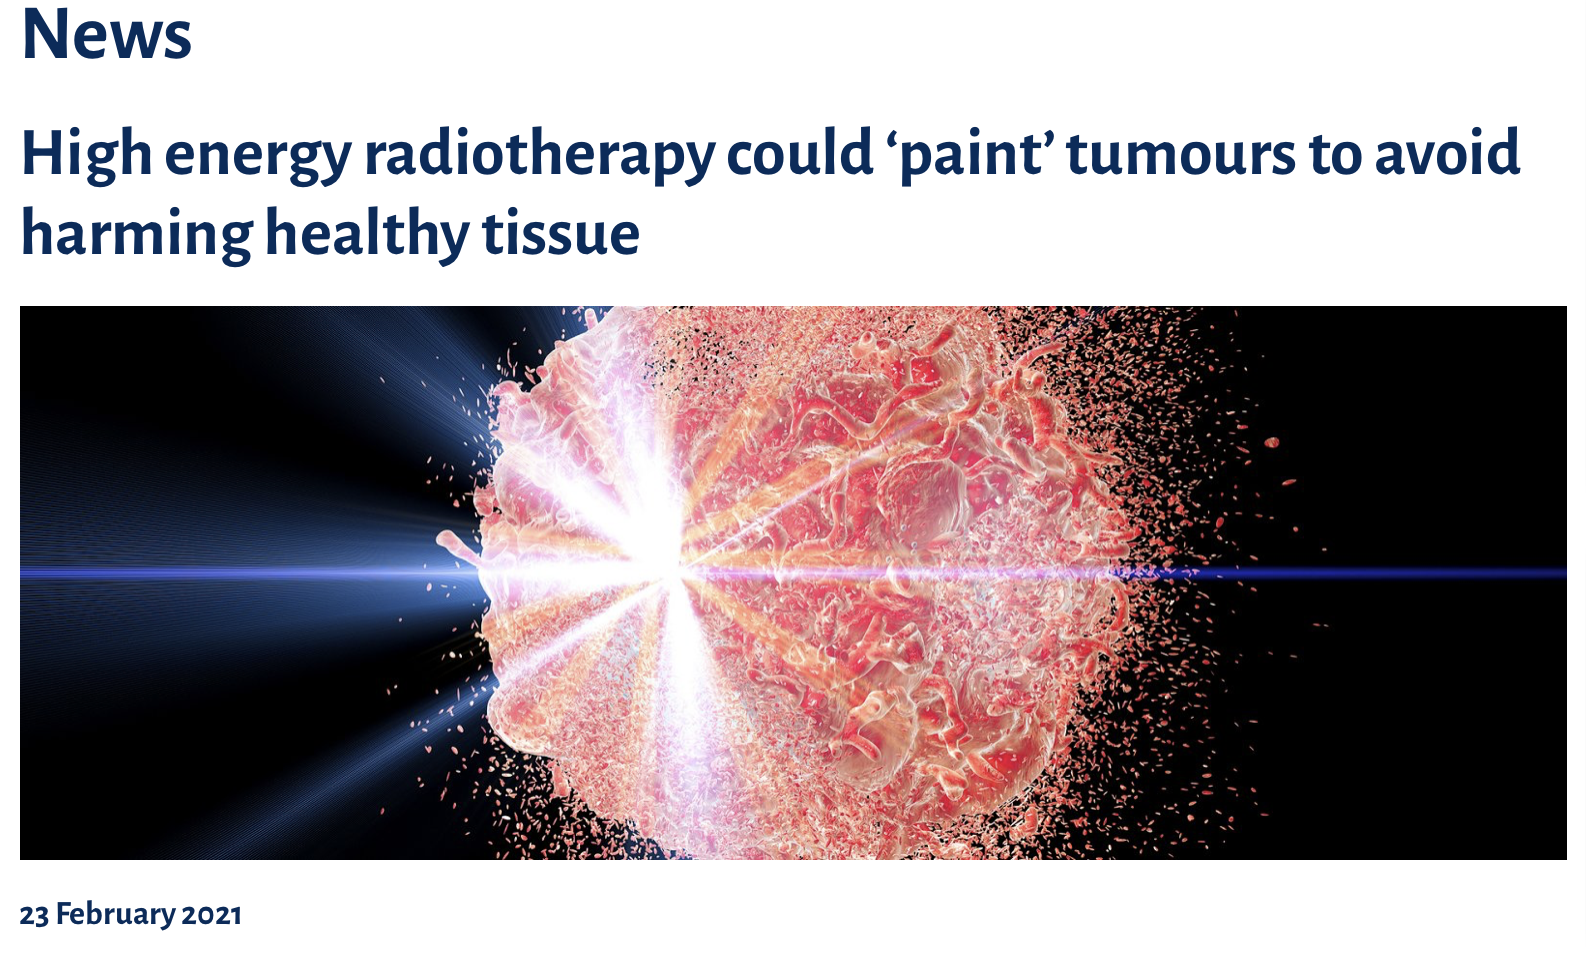 News
High energy radiotherapy could ‘paint’ tumours to avoid
harming healthy tissue
23 February 2021